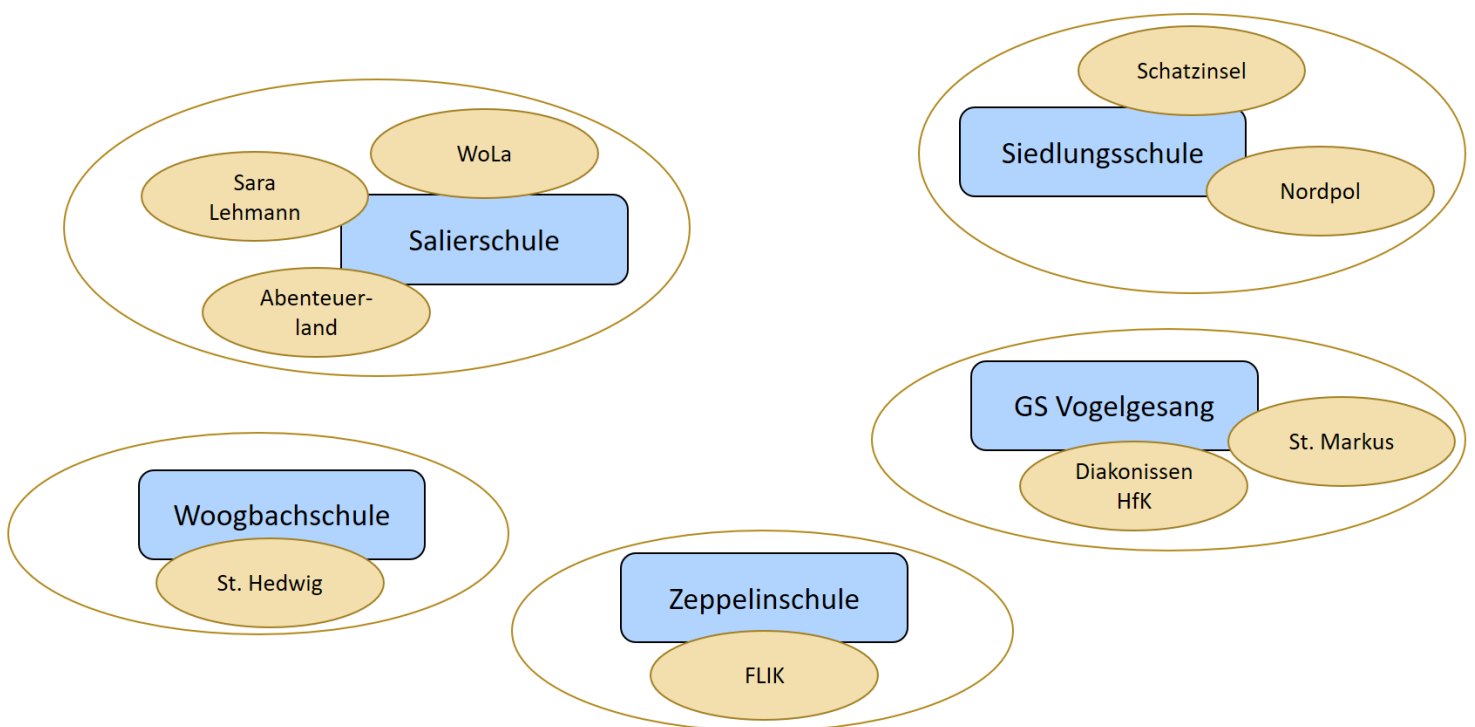 Schatzinsel
Siedlungsschule
Nordpol
WoLa
Sara
Lehmann
Salierschule
Abenteuer-
land
GS Vogelgesang
St. Markus
Diakonissen
HfK
Woogbachschule
St. Hedwig
Zeppelinschule
FLIK